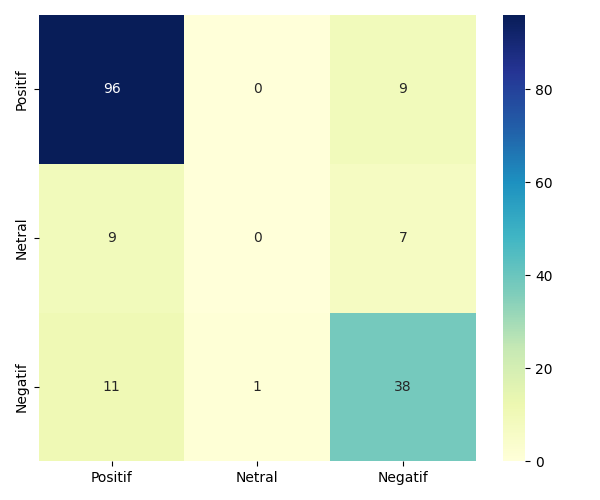 Positif 96 0 9
Netral 9 0 7
Negatif 11 1 38
Positif Netral Negatif
80
60
40
20
0